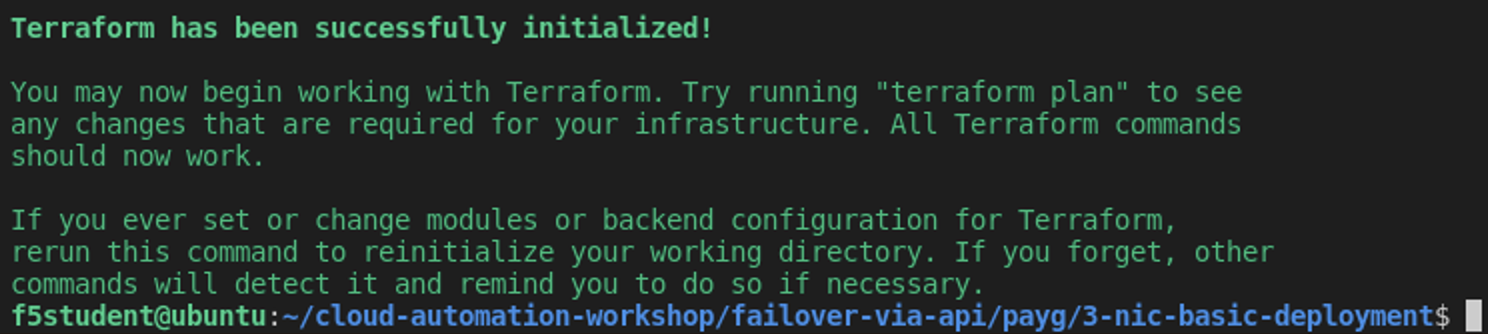 Terraform has been successfully initialized!
You may now begin working with Terraform. Try running "terraform plan" to see
any changes that are required for your infrastructure. All Terraform commands
should now work.
If you ever set or change modules or backend configuration for Terraform,
rerun this command to reinitialize your working directory. If you forget, other
commands will detect it and remind you to do so if necessary.
f5student@ubuntu:~/cloud-automation-workshop/failover-via-api/payg/3-nic-basic-deployment$